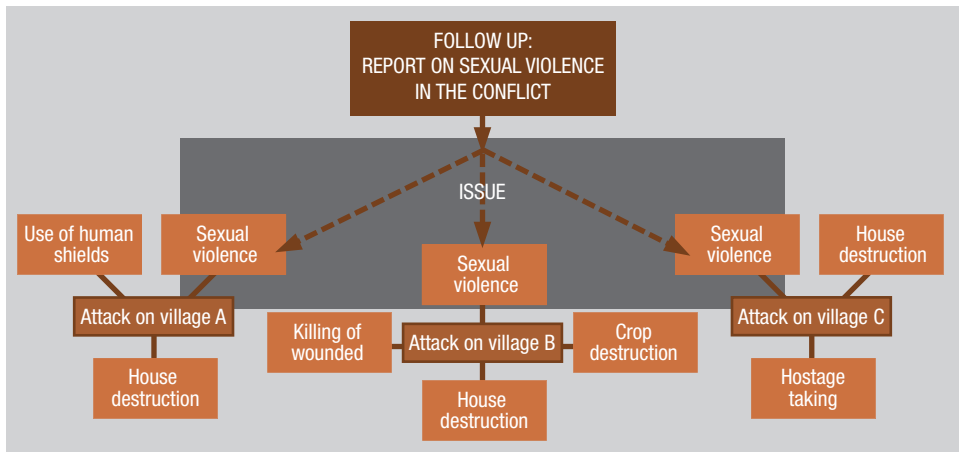 FOLLOW UP:
REPORT ON SEXUAL VIOLENCE
IN THE CONFLICT
ISSUE
Use of human
shields
Sexual
violence
Attack on village A
House
destruction
Sexual
violence
Killing of
wounded
Attack on village B
Crop
destruction
House
destruction
Sexual
violence
House
destruction
Attack on village C
Hostage
taking